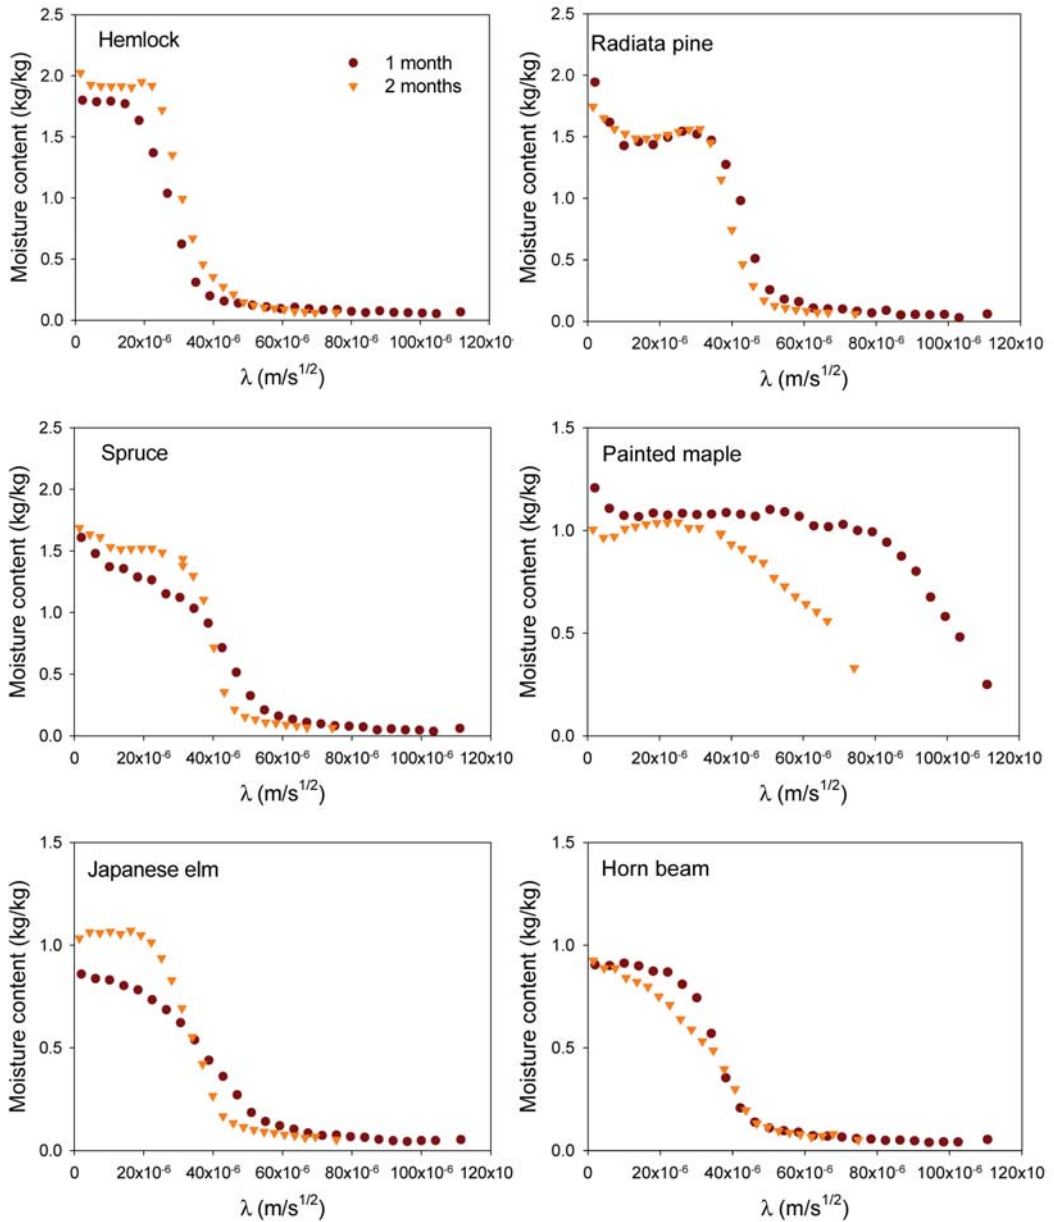 Hemlock
1 month
2 months
Moisture content (kg/kg)
2.5
2.0
1.5
1.0
0.5
0.0
0 20x10⁻⁶ 40x10⁻⁶ 60x10⁻⁶ 80x10⁻⁶ 100x10⁻⁶ 120x10⁻
λ (m/s¹/²)
Radiata pine
Moisture content (kg/kg)
2.5
2.0
1.5
1.0
0.5
0.0
0 20x10⁻⁶ 40x10⁻⁶ 60x10⁻⁶ 80x10⁻⁶ 100x10⁻⁶ 120x10
λ (m/s¹/²)
Spruce
Moisture content (kg/kg)
2.5
2.0
1.5
1.0
0.5
0.0
0 20x10⁻⁶ 40x10⁻⁶ 60x10⁻⁶ 80x10⁻⁶ 100x10⁻⁶ 120x10
λ (m/s¹/²)
Painted maple
Moisture content (kg/kg)
1.5
1.0
0.5
0.0
0 20x10⁻⁶ 40x10⁻⁶ 60x10⁻⁶ 80x10⁻⁶ 100x10⁻⁶ 120x10
λ (m/s¹/²)
Japanese elm
Moisture content (kg/kg)
1.5
1.0
0.5
0.0
0 20x10⁻⁶ 40x10⁻⁶ 60x10⁻⁶ 80x10⁻⁶ 100x10⁻⁶ 120x10
λ (m/s¹/²)
Horn beam
Moisture content (kg/kg)
1.5
1.0
0.5
0.0
0 20x10⁻⁶ 40x10⁻⁶ 60x10⁻⁶ 80x10⁻⁶ 100x10⁻⁶ 120x10
λ (m/s¹/²)